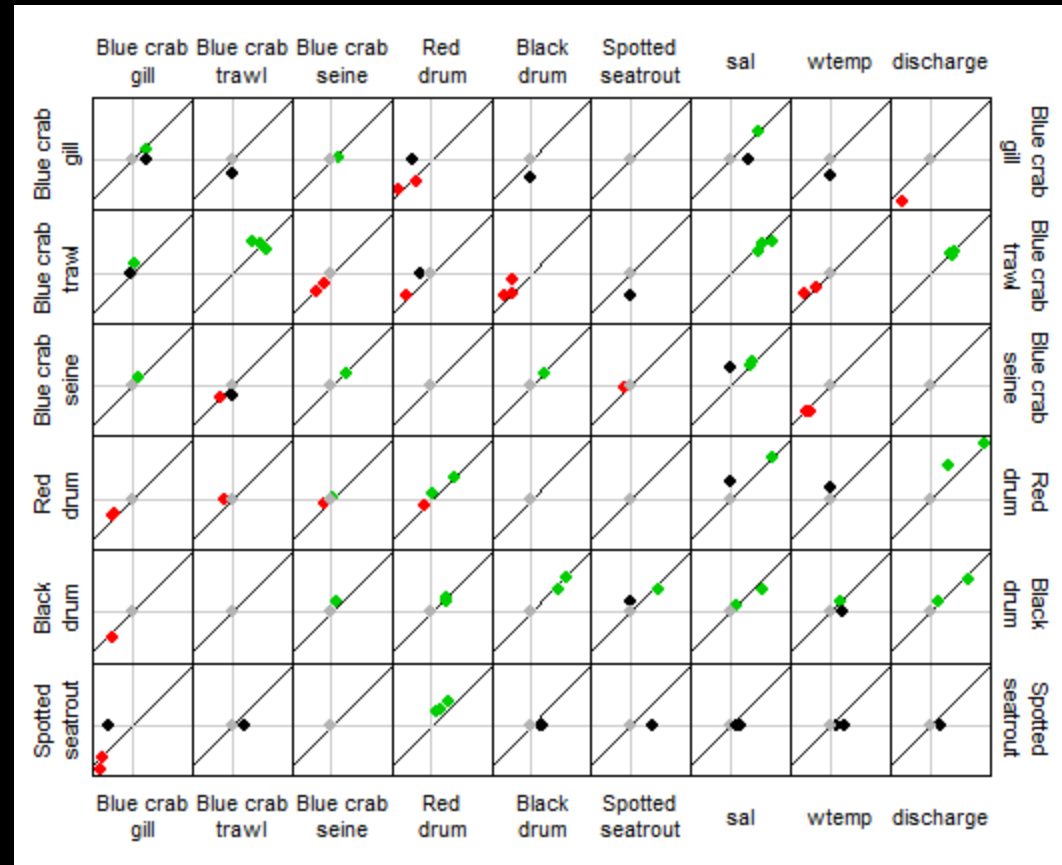 Blue crab gill
Blue crab trawl
Blue crab seine
Red drum
Black drum
Spotted seatrout
sal
wtemp
discharge
Blue crab gill
Blue crab gill
Blue crab trawl
Blue crab trawl
Blue crab seine
Blue crab seine
Red drum
Red drum
Black drum
Black drum
Spotted seatrout
Spotted seatrout
Blue crab gill
Blue crab trawl
Blue crab seine
Red drum
Black drum
Spotted seatrout
sal
wtemp
discharge